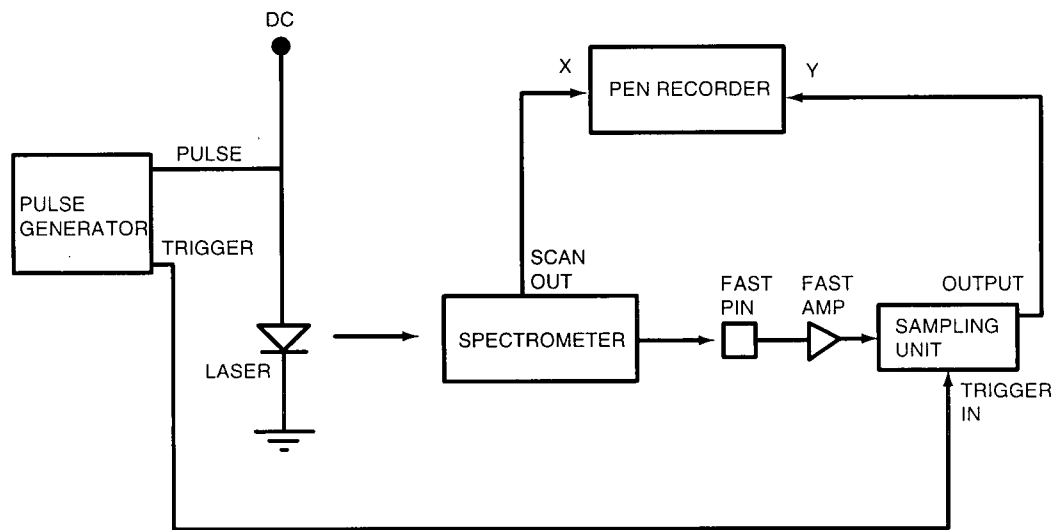 DC
X
PEN RECORDER
Y
PULSE
PULSE
GENERATOR
TRIGGER
SCAN
OUT
FAST
PIN
FAST
AMP
OUTPUT
SPECTROMETER
SAMPLING
UNIT
LASER
TRIGGER
IN